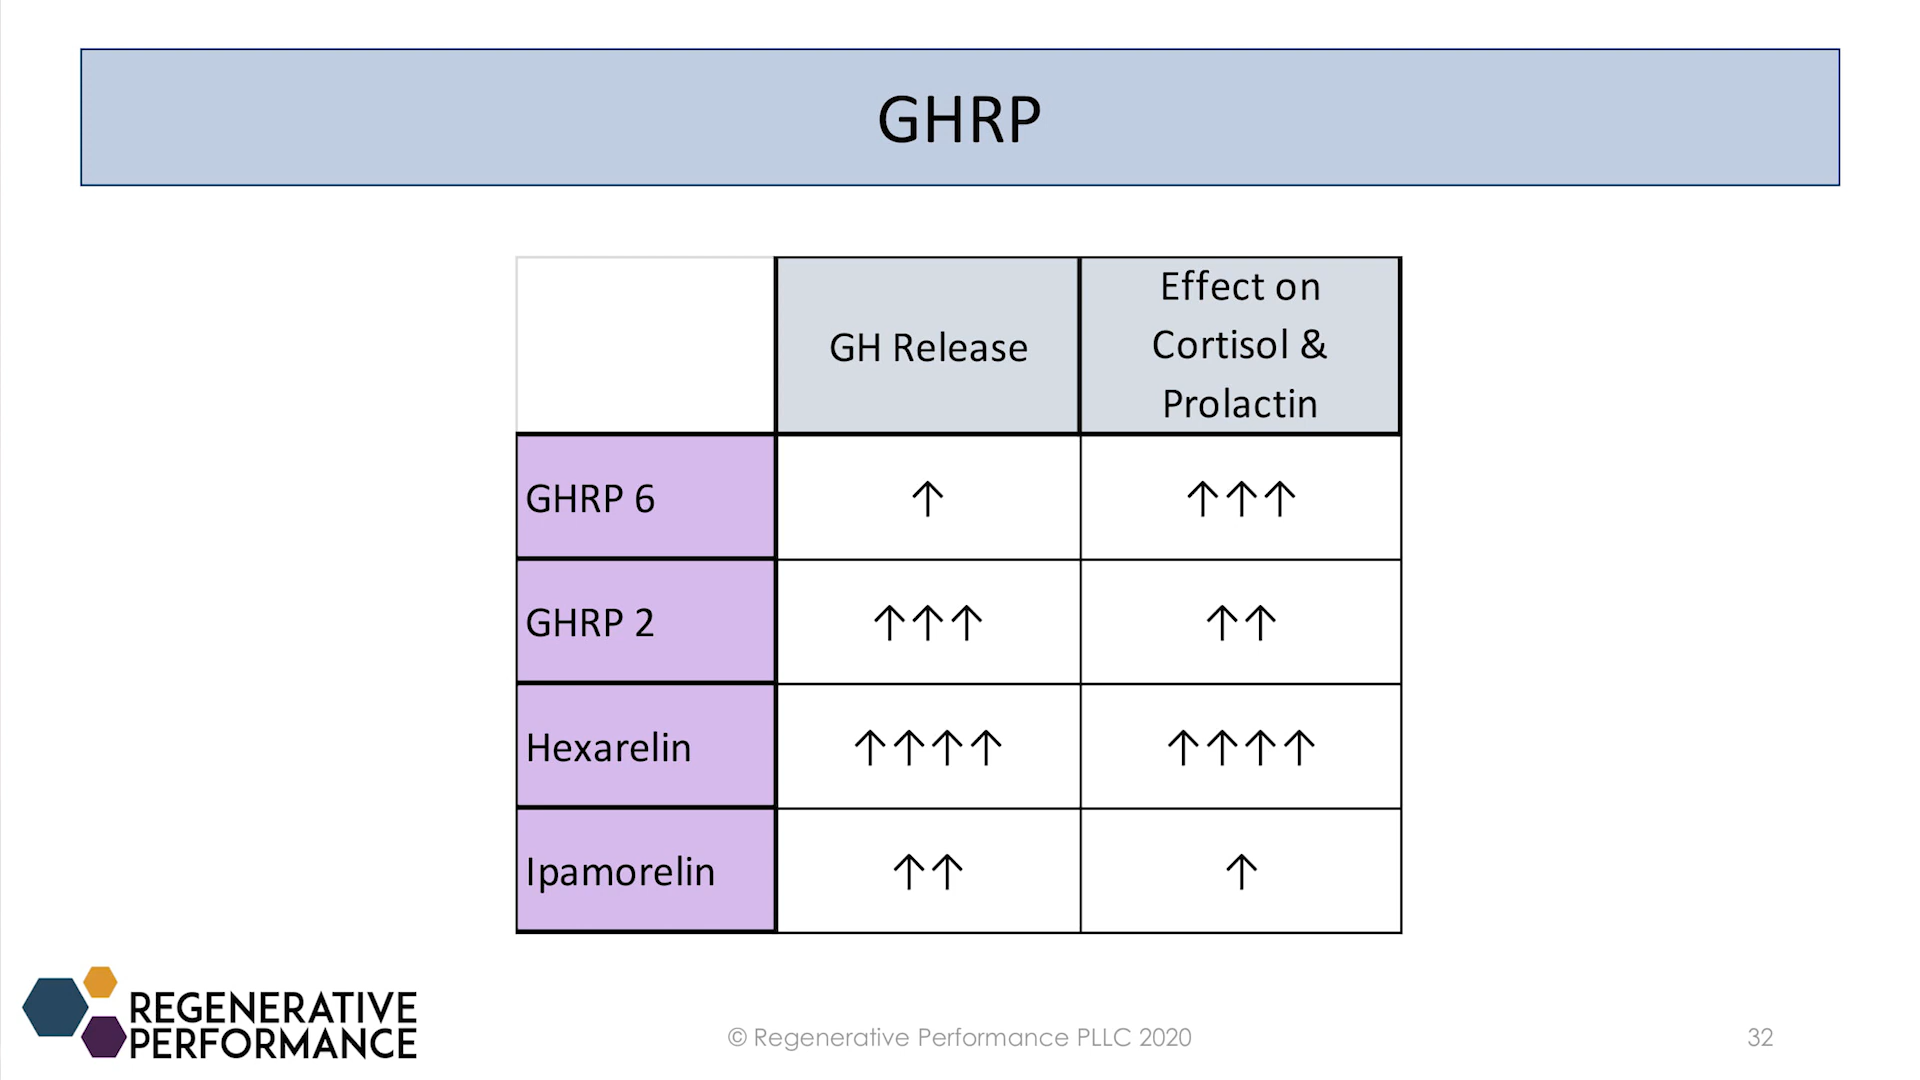 GHRP
GH Release
Effect on
Cortisol &
Prolactin
GHRP 6 ↑ ↑↑↑
GHRP 2 ↑↑↑ ↑↑
Hexarelin ↑↑↑↑ ↑↑↑↑
Ipamorelin ↑↑ ↑
REGENERATIVE
PERFORMANCE
© Regenerative Performance PLLC 2020
32